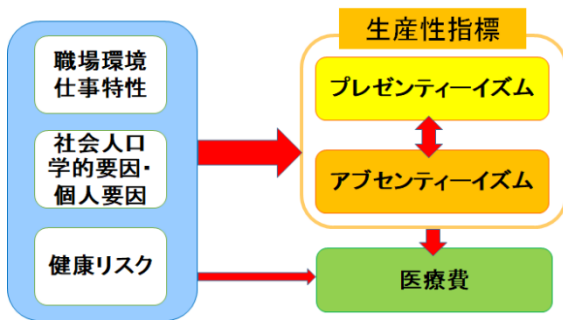 職場環境
仕事特性
社会人口
学的要因・
個人要因
健康リスク
生産性指標
プレゼンティーイズム
アブセンティーイズム
医療費